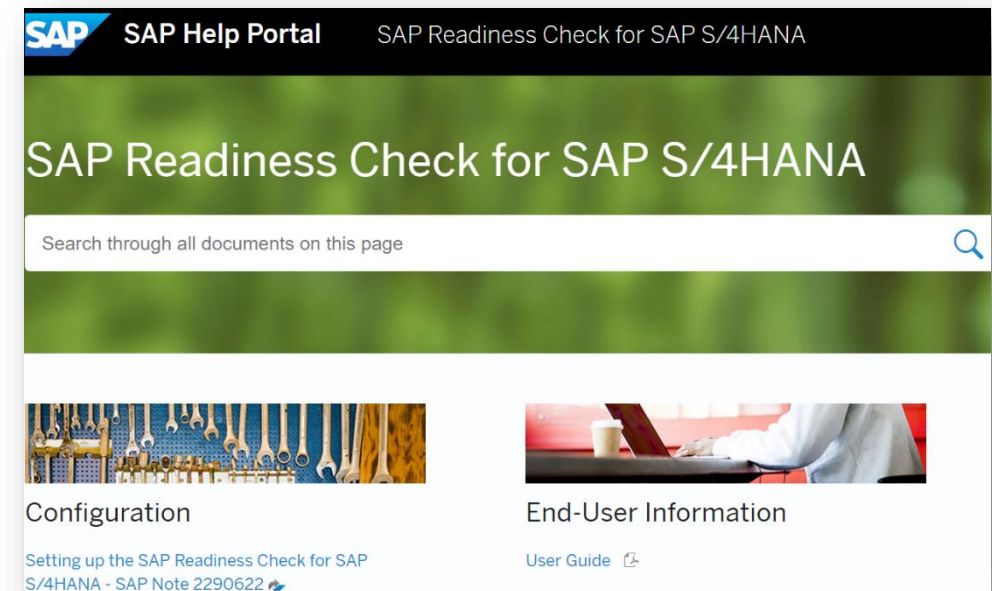 SAP SAP Help Portal SAP Readiness Check for SAP S/4HANA
SAP Readiness Check for SAP S/4HANA
Search through all documents on this page
Configuration
Setting up the SAP Readiness Check for SAP
S/4HANA - SAP Note 2290622
End-User Information
User Guide